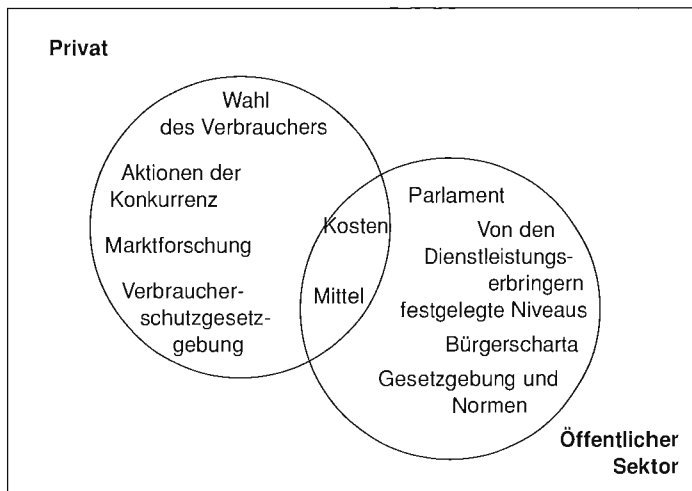 Privat
Wahl
des Verbrauchers
Aktionen der
Konkurrenz
Marktforschung
Verbraucher-
schutzgesetz-
gebung
Kosten
Mittel
Parlament
Von den
Dienstleistungs-
erbringern
festgelegte Niveaus
Bürgerscharta
Gesetzgebung und
Normen
Öffentlicher
Sektor